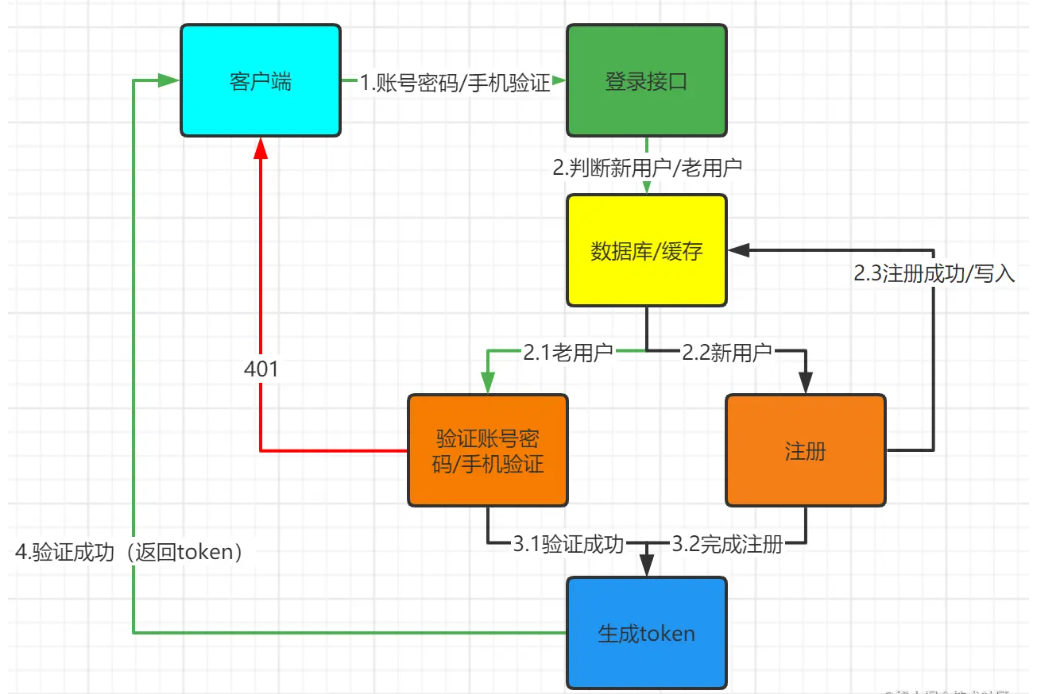 客户端
1.账号密码/手机验证
登录接口
2.判断新用户/老用户
数据库/缓存
2.3注册成功/写入
2.1老用户
2.2新用户
401
验证账号密
码/手机验证
注册
3.1验证成功
3.2完成注册
4.验证成功（返回token）
生成token